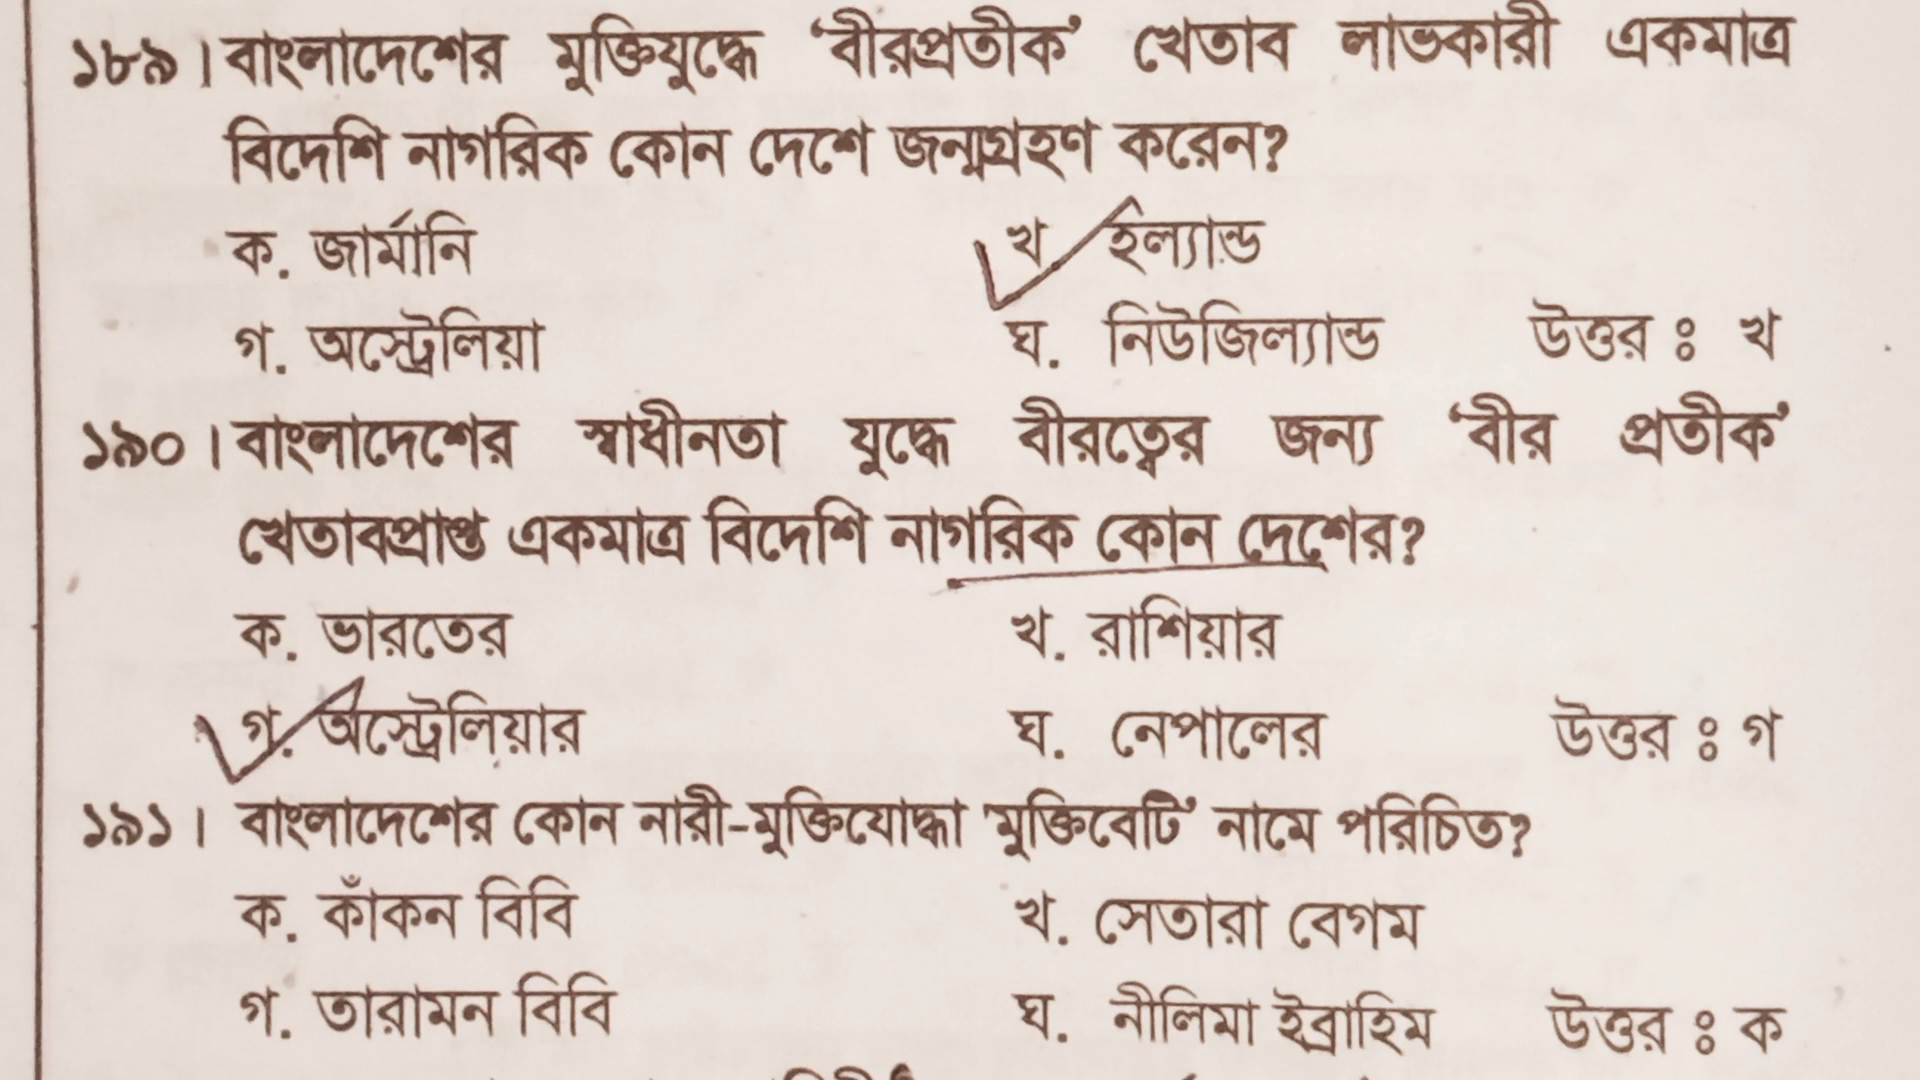 ১৮৯। বাংলাদেশের মুক্তিযুদ্ধে ‘বীরপ্রতীক’ খেতাব লাভকারী একমাত্র
বিদেশি নাগরিক কোন দেশে জন্মগ্রহণ করেন?
ক. জার্মানি খ. হল্যান্ড
গ. অস্ট্রেলিয়া ঘ. নিউজিল্যান্ড উত্তর ঃ খ
১৯০। বাংলাদেশের স্বাধীনতা যুদ্ধে বীরত্বের জন্য ‘বীর প্রতীক’
খেতাবপ্রাপ্ত একমাত্র বিদেশি নাগরিক কোন দেশের?
ক. ভারতের খ. রাশিয়ার
গ. অস্ট্রেলিয়ার ঘ. নেপালের উত্তর ঃ গ
১৯১। বাংলাদেশের কোন নারী-মুক্তিযোদ্ধা ‘মুক্তিবেটি’ নামে পরিচিত?
ক. কাঁকন বিবি খ. সেতারা বেগম
গ. তারামন বিবি ঘ. নীলিমা ইব্রাহিম উত্তর ঃ ক